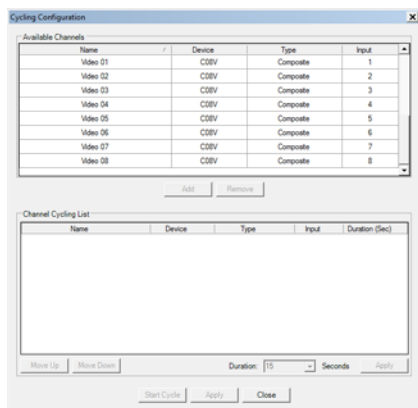 Cycling Configuration
Available Channels
Name / Device Type Input
Video 01 C08V Composite 1
Video 02 C08V Composite 2
Video 03 C08V Composite 3
Video 04 C08V Composite 4
Video 05 C08V Composite 5
Video 06 C08V Composite 6
Video 07 C08V Composite 7
Video 08 C08V Composite 8
Add Remove
Channel Cycling List
Name Device Type Input Duration (Sec)
Move Up Move Down Duration: 15 Seconds Apply
Start Cycle Apply Close